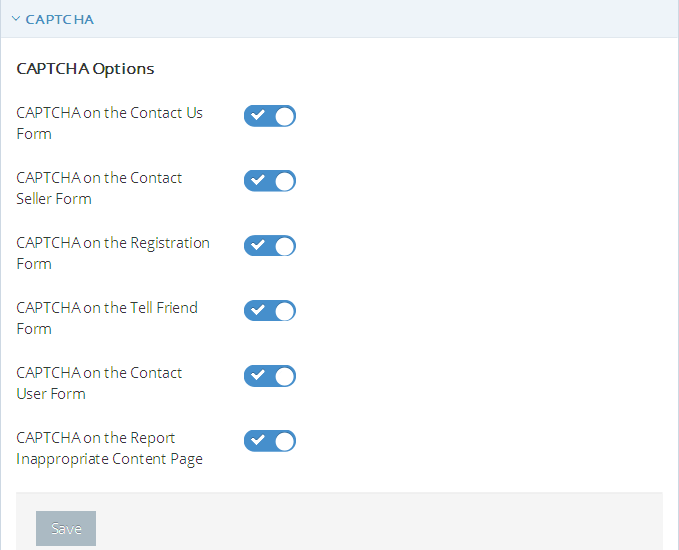 CAPTCHA
CAPTCHA Options
CAPTCHA on the Contact Us
Form
CAPTCHA on the Contact
Seller Form
CAPTCHA on the Registration
Form
CAPTCHA on the Tell Friend
Form
CAPTCHA on the Contact
User Form
CAPTCHA on the Report
Inappropriate Content Page
Save